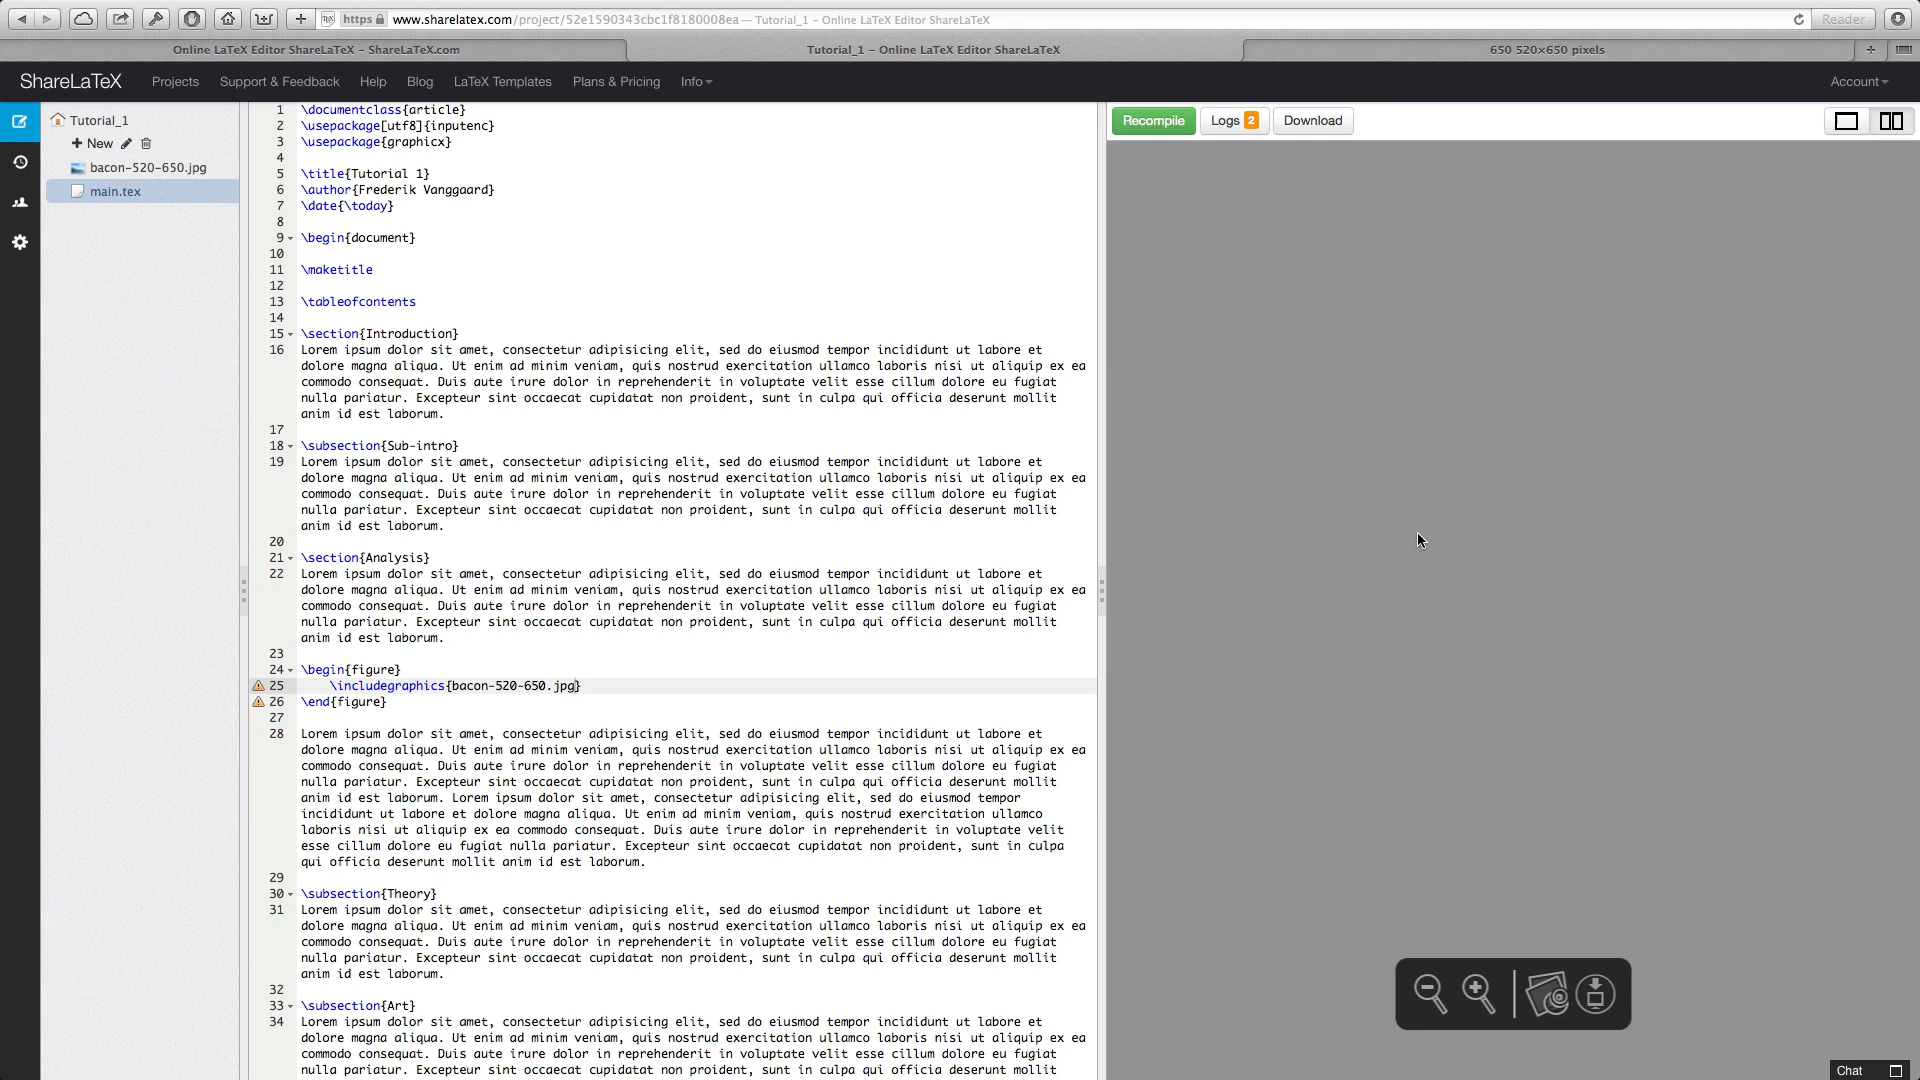 https www.sharelatex.com/project/52e1590343cbc1f8180008ea — Tutorial_1 – Online LaTeX Editor ShareLaTeX Reader
Online LaTeX Editor ShareLaTeX – ShareLaTeX.com Tutorial_1 – Online LaTeX Editor ShareLaTeX 650 520×650 pixels +
ShareLaTeX Projects Support & Feedback Help Blog LaTeX Templates Plans & Pricing Info Account
Tutorial_1
+ New
bacon-520-650.jpg
main.tex
Recompile Logs 2 Download
1 \documentclass{article}
2 \usepackage[utf8]{inputenc}
3 \usepackage{graphicx}
4
5 \title{Tutorial 1}
6 \author{Frederik Vanggaard}
7 \date{\today}
8
9 \begin{document}
10
11 \maketitle
12
13 \tableofcontents
14
15 \section{Introduction}
16 Lorem ipsum dolor sit amet, consectetur adipisicing elit, sed do eiusmod tempor incididunt ut labore et
dolore magna aliqua. Ut enim ad minim veniam, quis nostrud exercitation ullamco laboris nisi ut aliquip ex ea
commodo consequat. Duis aute irure dolor in reprehenderit in voluptate velit esse cillum dolore eu fugiat
nulla pariatur. Excepteur sint occaecat cupidatat non proident, sunt in culpa qui officia deserunt mollit
anim id est laborum.
17
18 \subsection{Sub-intro}
19 Lorem ipsum dolor sit amet, consectetur adipisicing elit, sed do eiusmod tempor incididunt ut labore et
dolore magna aliqua. Ut enim ad minim veniam, quis nostrud exercitation ullamco laboris nisi ut aliquip ex ea
commodo consequat. Duis aute irure dolor in reprehenderit in voluptate velit esse cillum dolore eu fugiat
nulla pariatur. Excepteur sint occaecat cupidatat non proident, sunt in culpa qui officia deserunt mollit
anim id est laborum.
20
21 \section{Analysis}
22 Lorem ipsum dolor sit amet, consectetur adipisicing elit, sed do eiusmod tempor incididunt ut labore et
dolore magna aliqua. Ut enim ad minim veniam, quis nostrud exercitation ullamco laboris nisi ut aliquip ex ea
commodo consequat. Duis aute irure dolor in reprehenderit in voluptate velit esse cillum dolore eu fugiat
nulla pariatur. Excepteur sint occaecat cupidatat non proident, sunt in culpa qui officia deserunt mollit
anim id est laborum.
23
24 \begin{figure}
25 \includegraphics{bacon-520-650.jpg}
26 \end{figure}
27
28 Lorem ipsum dolor sit amet, consectetur adipisicing elit, sed do eiusmod tempor incididunt ut labore et
dolore magna aliqua. Ut enim ad minim veniam, quis nostrud exercitation ullamco laboris nisi ut aliquip ex ea
commodo consequat. Duis aute irure dolor in reprehenderit in voluptate velit esse cillum dolore eu fugiat
nulla pariatur. Excepteur sint occaecat cupidatat non proident, sunt in culpa qui officia deserunt mollit
anim id est laborum. Lorem ipsum dolor sit amet, consectetur adipisicing elit, sed do eiusmod tempor
incididunt ut labore et dolore magna aliqua. Ut enim ad minim veniam, quis nostrud exercitation ullamco
laboris nisi ut aliquip ex ea commodo consequat. Duis aute irure dolor in reprehenderit in voluptate velit
esse cillum dolore eu fugiat nulla pariatur. Excepteur sint occaecat cupidatat non proident, sunt in culpa
qui officia deserunt mollit anim id est laborum.
29
30 \subsection{Theory}
31 Lorem ipsum dolor sit amet, consectetur adipisicing elit, sed do eiusmod tempor incididunt ut labore et
dolore magna aliqua. Ut enim ad minim veniam, quis nostrud exercitation ullamco laboris nisi ut aliquip ex ea
commodo consequat. Duis aute irure dolor in reprehenderit in voluptate velit esse cillum dolore eu fugiat
nulla pariatur. Excepteur sint occaecat cupidatat non proident, sunt in culpa qui officia deserunt mollit
anim id est laborum.
32
33 \subsection{Art}
34 Lorem ipsum dolor sit amet, consectetur adipisicing elit, sed do eiusmod tempor incididunt ut labore et
dolore magna aliqua. Ut enim ad minim veniam, quis nostrud exercitation ullamco laboris nisi ut aliquip ex ea
commodo consequat. Duis aute irure dolor in reprehenderit in voluptate velit esse cillum dolore eu fugiat
nulla pariatur. Excepteur sint occaecat cupidatat non proident, sunt in culpa qui officia deserunt mollit
Chat